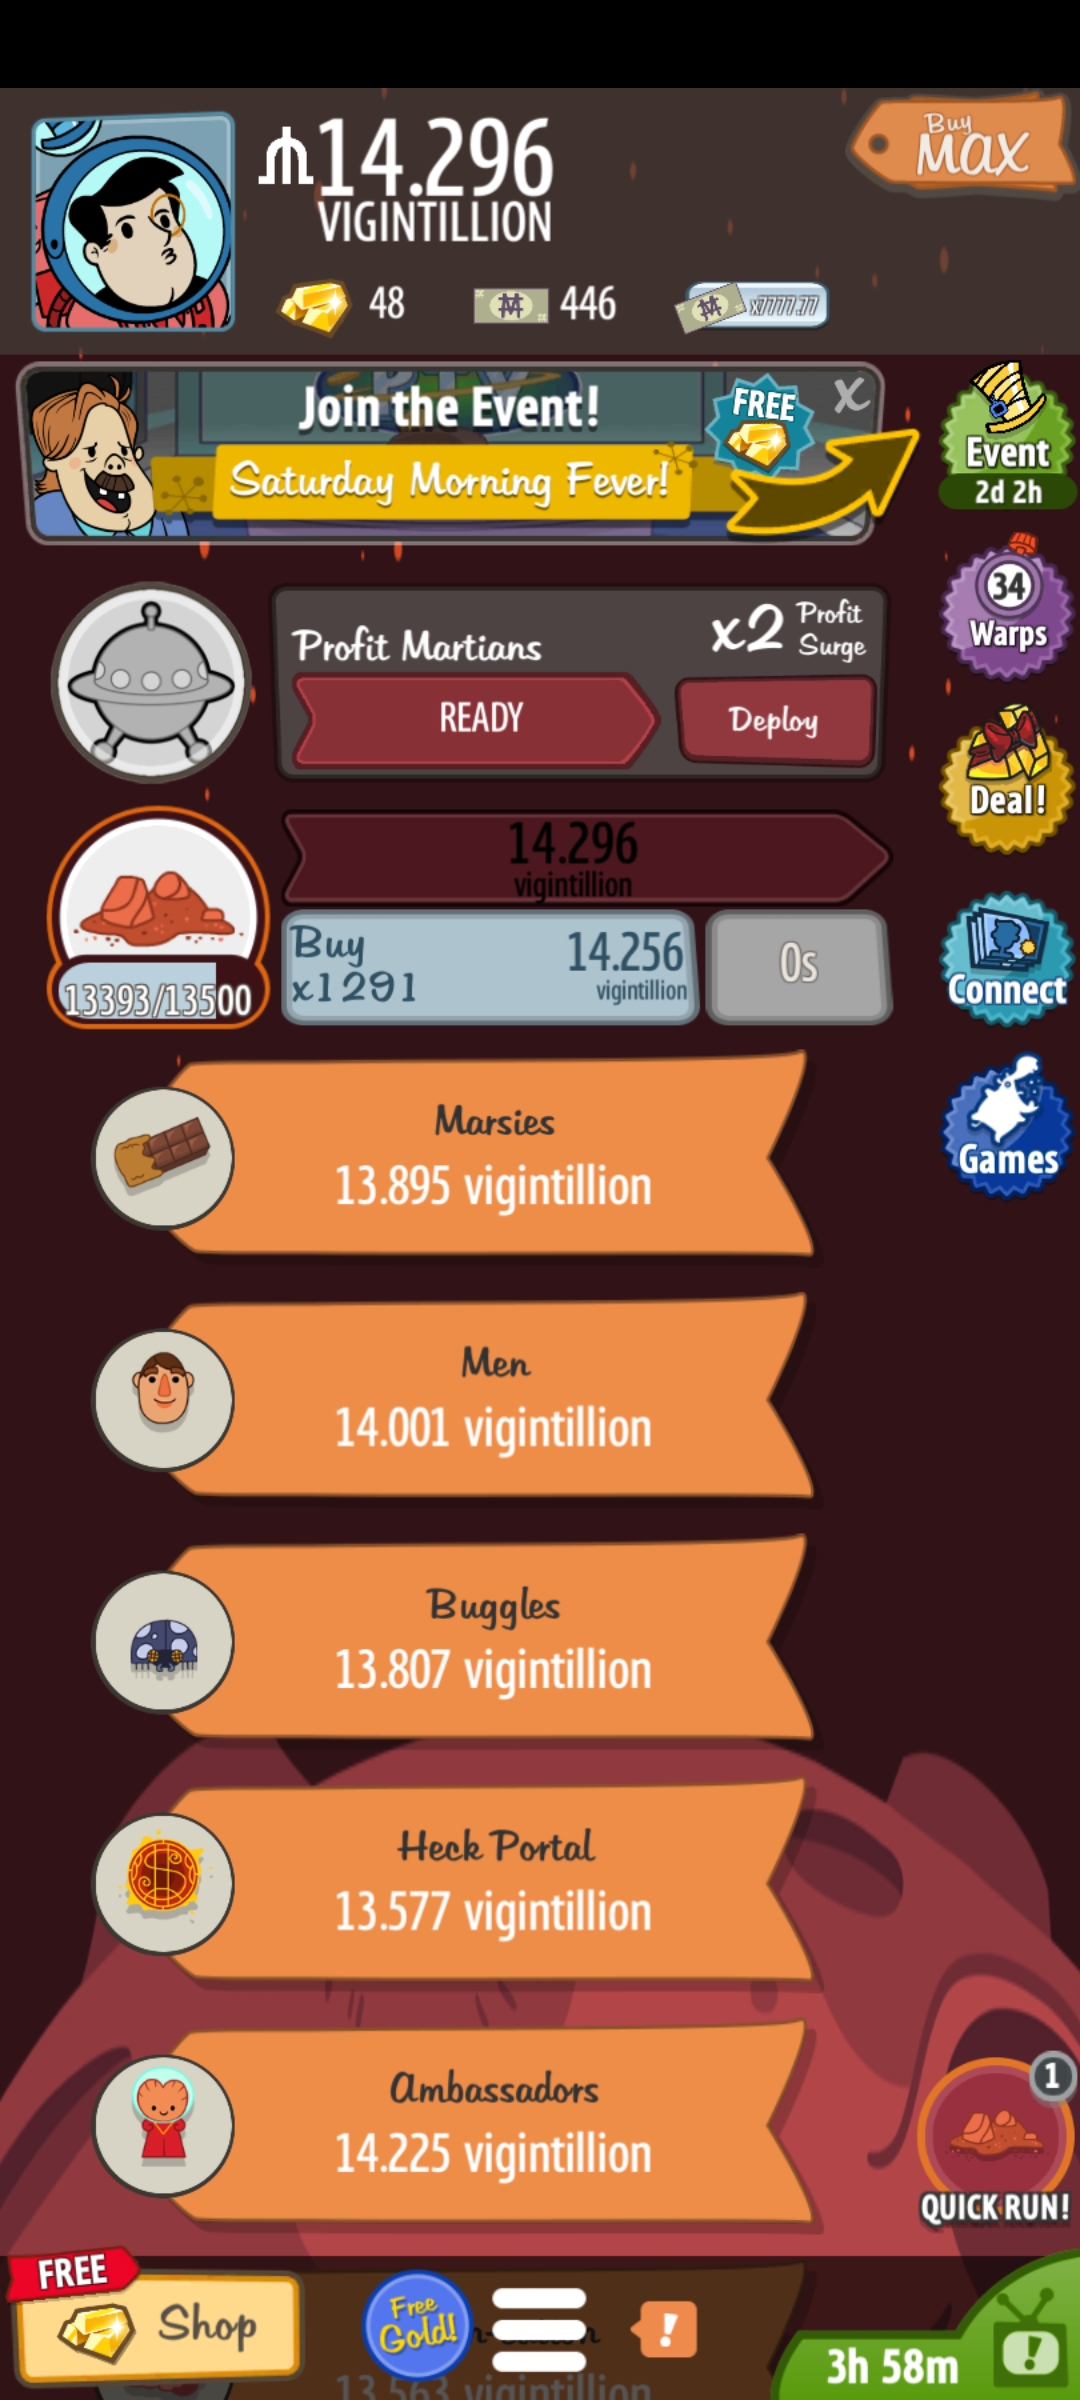 14.296
VIGINTILLION
Buy
MAX
48
446
x7777.77
Join the Event!
FREE
X
Saturday Morning Fever!
Event
2d 2h
34
Warps
Profit Martians
x2 Profit Surge
READY
Deploy
Deal!
14.296
vigintillion
Buy
x1291
14.256
vigintillion
0s
13393/13500
Connect
Marsies
13.895 vigintillion
Games
Men
14.001 vigintillion
Buggles
13.807 vigintillion
Heck Portal
13.577 vigintillion
Ambassadors
14.225 vigintillion
1
QUICK RUN!
FREE
Shop
Free
Gold!
!
13.563 vigintillion
3h 58m
!